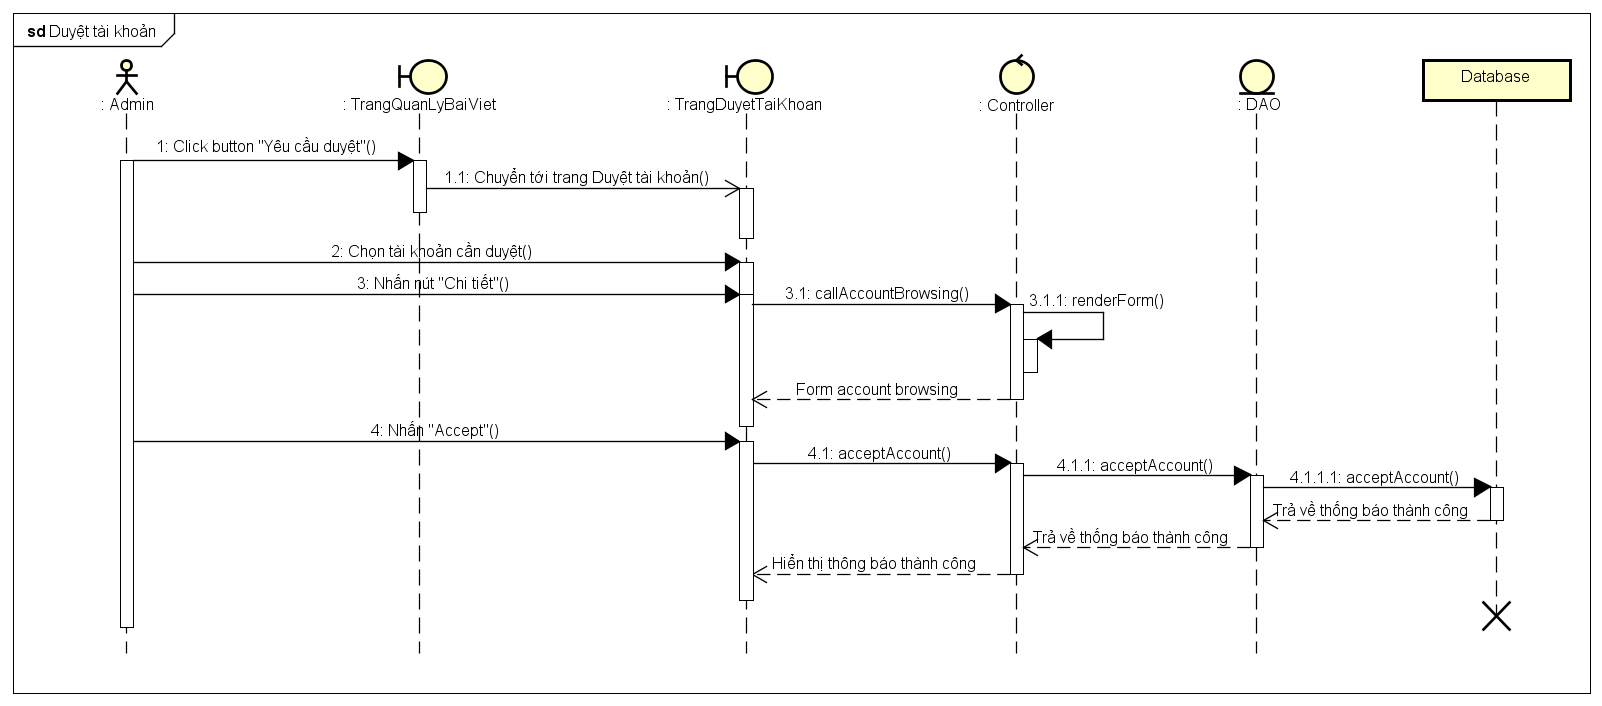 sd Duyệt tài khoản
: Admin
: TrangQuanLyBaiViet
: TrangDuyetTaiKhoan
: Controller
: DAO
Database
1: Click button "Yêu cầu duyệt"()
1.1: Chuyển tới trang Duyệt tài khoản()
2: Chọn tài khoản cần duyệt()
3: Nhấn nút "Chi tiết"()
3.1: callAccountBrowsing()
3.1.1: renderForm()
Form account browsing
4: Nhấn "Accept"()
4.1: acceptAccount()
4.1.1: acceptAccount()
4.1.1.1: acceptAccount()
Trả về thống báo thành công
Trả về thống báo thành công
Hiển thị thông báo thành công